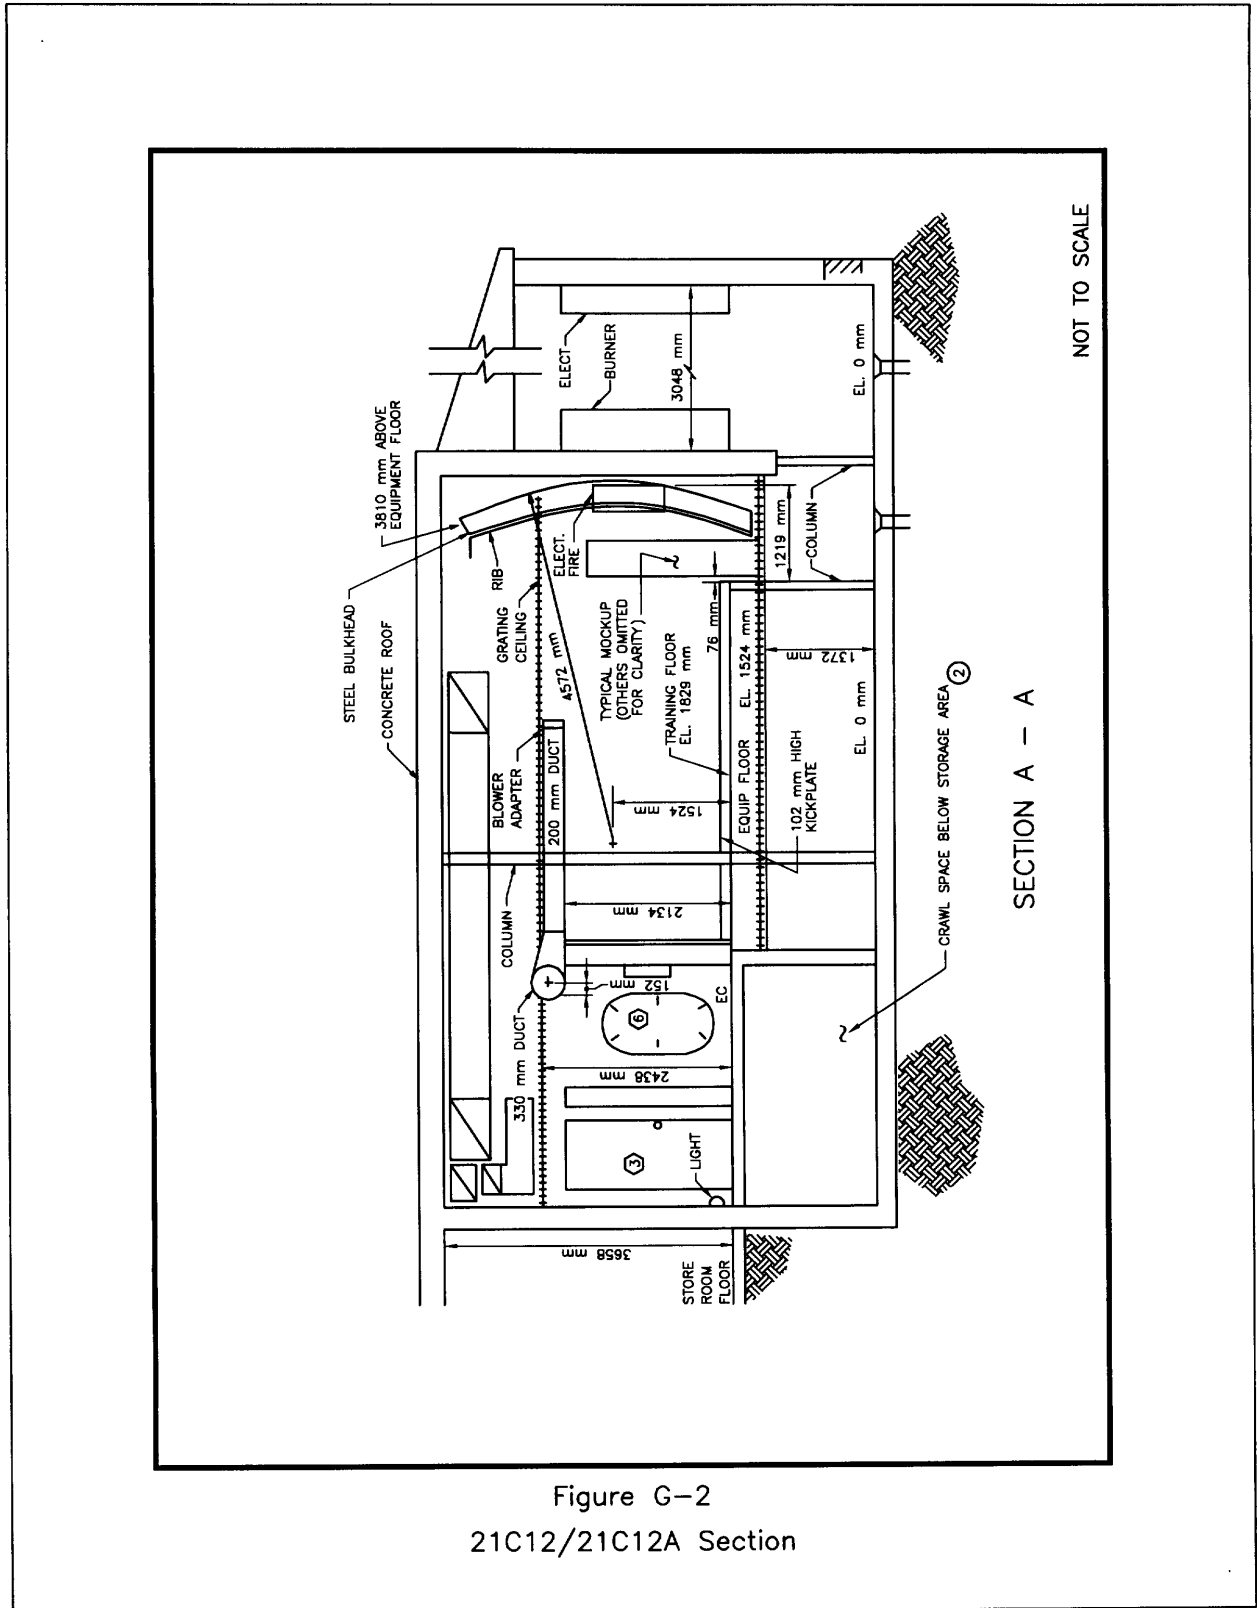 STEEL BULKHEAD
CONCRETE ROOF
3810 mm ABOVE
EQUIPMENT FLOOR
RIB
GRATING
CEILING
4572 mm
BLOWER
ADAPTER
200 mm DUCT
COLUMN
330 mm DUCT
ELECT.
FIRE
ELECT
BURNER
3048 mm
TYPICAL MOCKUP
(OTHERS OMITTED
FOR CLARITY)
TRAINING FLOOR
EL. 1829 mm
76 mm
1219 mm
COLUMN
EQUIP FLOOR EL. 1524 mm
1372
mm
1524 mm
2134 mm
152
mm
EC
6
2438 mm
3
LIGHT
3658 mm
STORE
ROOM
FLOOR
102 mm HIGH
KICKPLATE
EL. 0 mm
EL. 0 mm
CRAWL SPACE BELOW STORAGE AREA 2
SECTION A - A
NOT TO SCALE
Figure G-2
21C12/21C12A Section